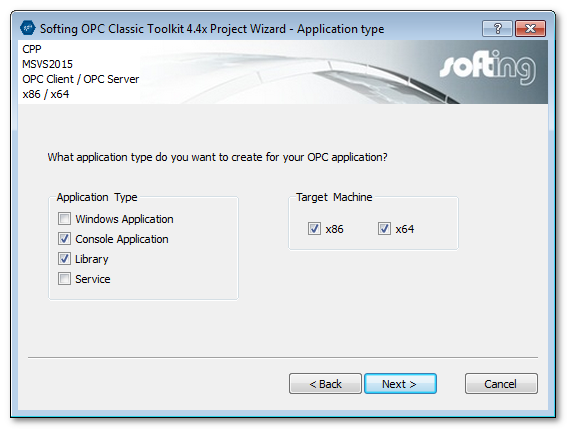 Softing OPC Classic Toolkit 4.4x Project Wizard - Application type
CPP
MSVS2015
OPC Client / OPC Server
x86 / x64
softing
What application type do you want to create for your OPC application?
Application Type
Windows Application
Console Application
Library
Service
Target Machine
x86 x64
< Back Next > Cancel